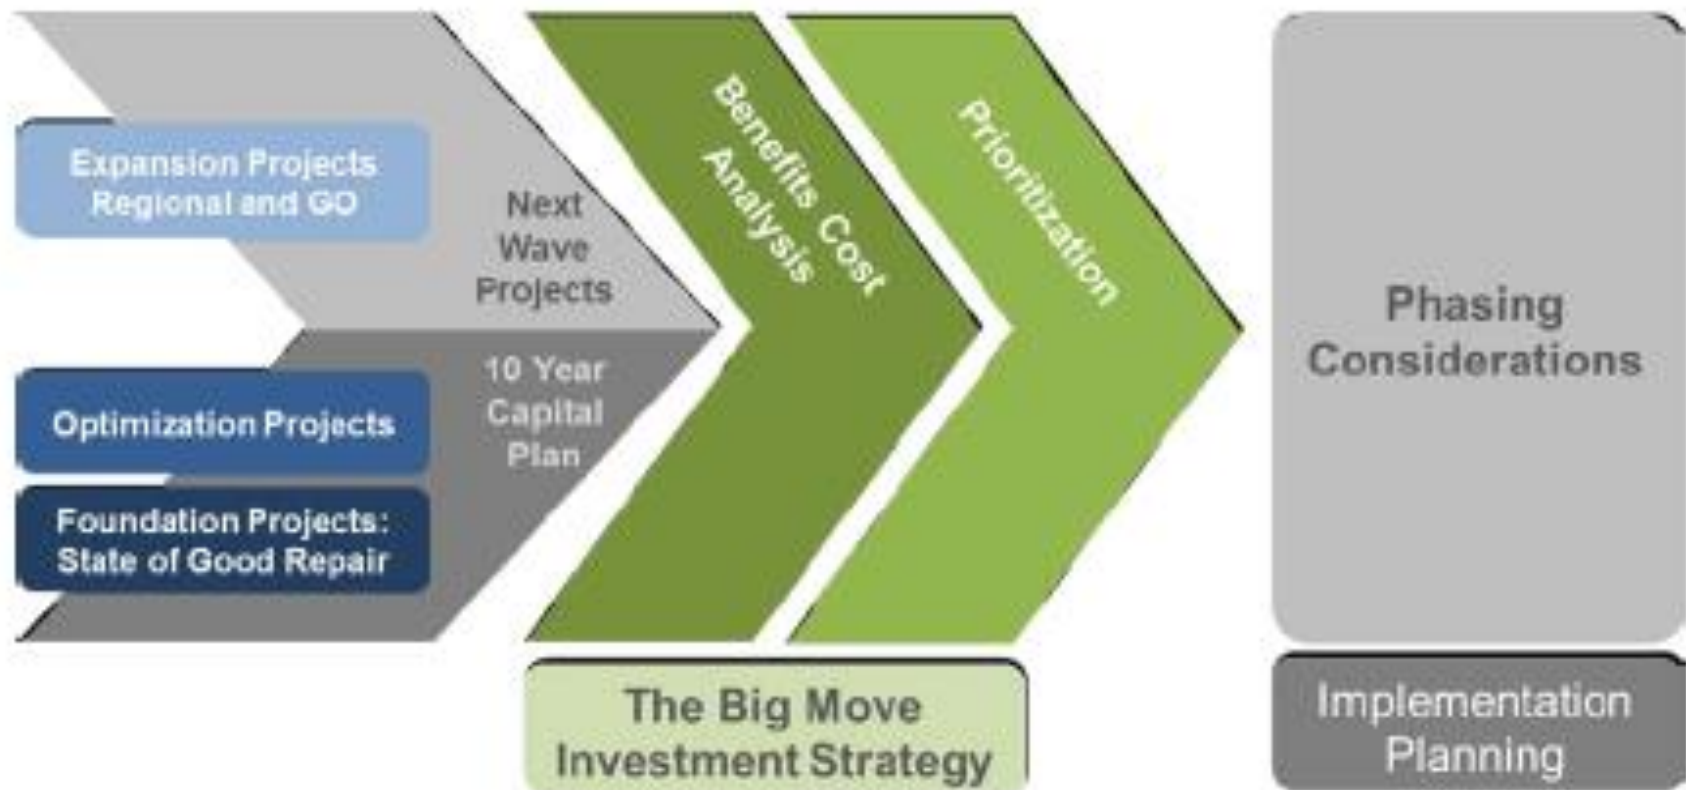 Expansion Projects
Regional and GO
Next
Wave
Projects
Optimization Projects
Foundation Projects:
State of Good Repair
10 Year
Capital
Plan
Benefits Cost
Analysis
Prioritization
The Big Move
Investment Strategy
Phasing
Considerations
Implementation
Planning